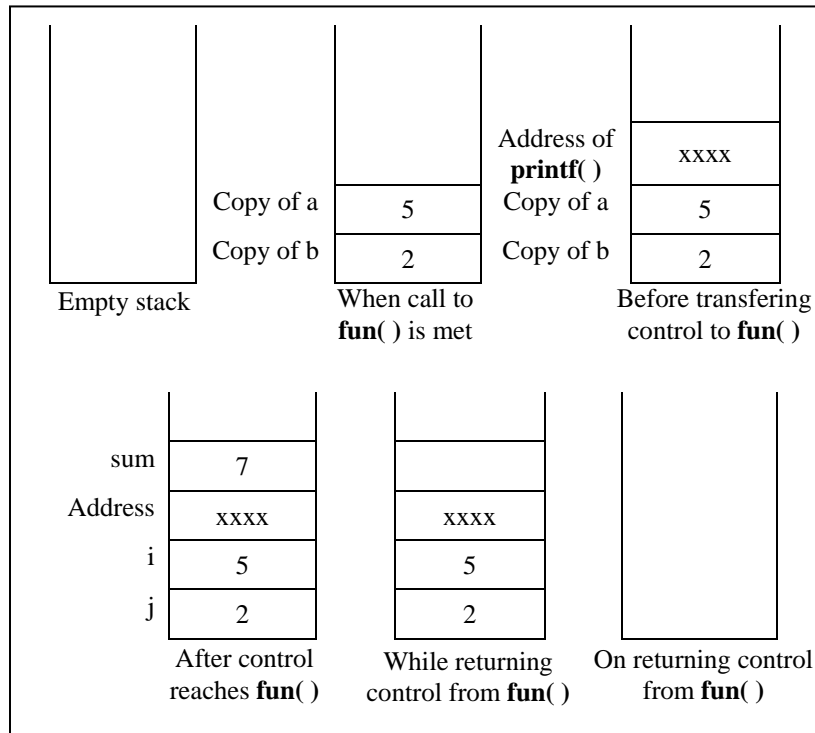 Address of
printf( )
xxxx
Copy of a
5
Copy of a
5
Copy of b
2
Copy of b
2
Empty stack
When call to
fun( ) is met
Before transfering
control to fun( )
sum
7
Address
xxxx
xxxx
i
5
5
j
2
2
After control
reaches fun( )
While returning
control from fun( )
On returning control
from fun( )